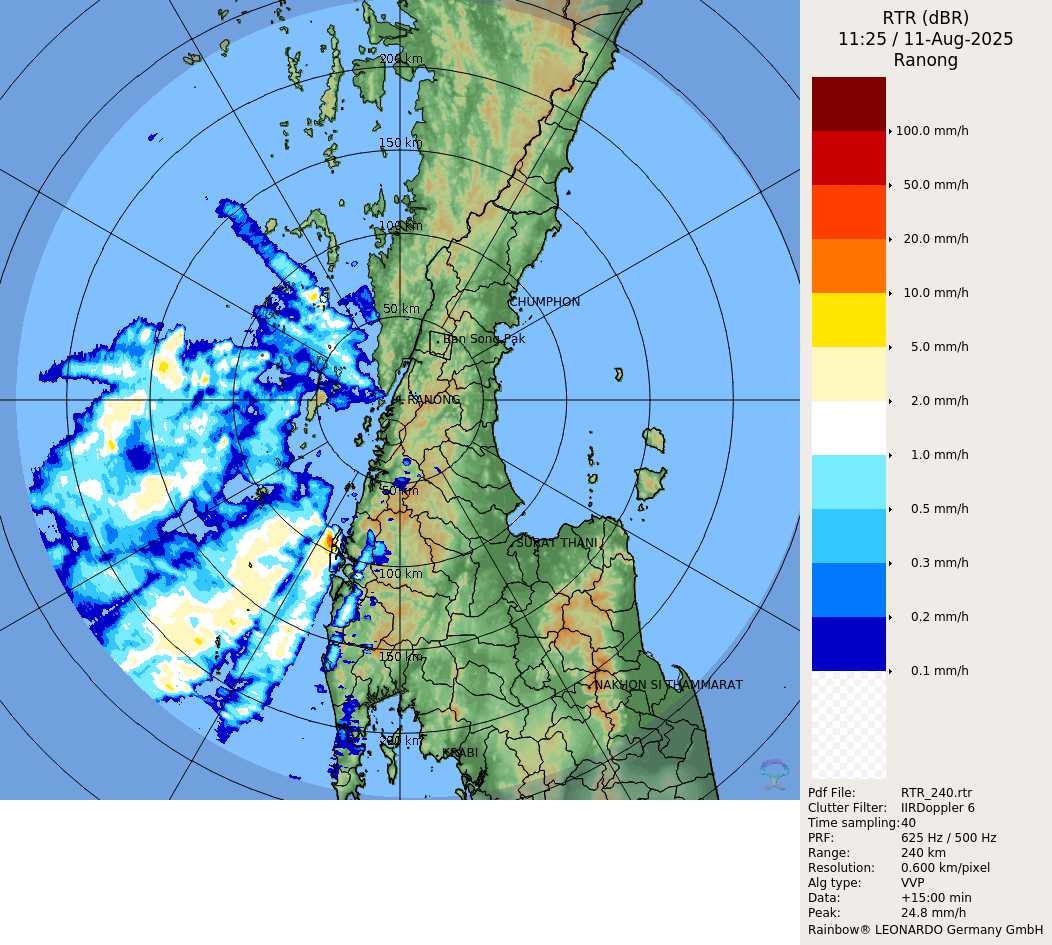 RTR (dBR)
11:25 / 11-Aug-2025
Ranong
200 km
150 km
100 km
50 km
CHUMPHON
Ban Song Pak
RANONG
50 km
SURAT THANI
100 km
150 km
NAKHON SI THAMMARAT
200 km
KRABI
100.0 mm/h
50.0 mm/h
20.0 mm/h
10.0 mm/h
5.0 mm/h
2.0 mm/h
1.0 mm/h
0.5 mm/h
0.3 mm/h
0.2 mm/h
0.1 mm/h
Pdf File: RTR_240.rtr
Clutter Filter: IIRDoppler 6
Time sampling:40
PRF: 625 Hz / 500 Hz
Range: 240 km
Resolution: 0.600 km/pixel
Alg type: VVP
Data: +15:00 min
Peak: 24.8 mm/h
Rainbow® LEONARDO Germany GmbH